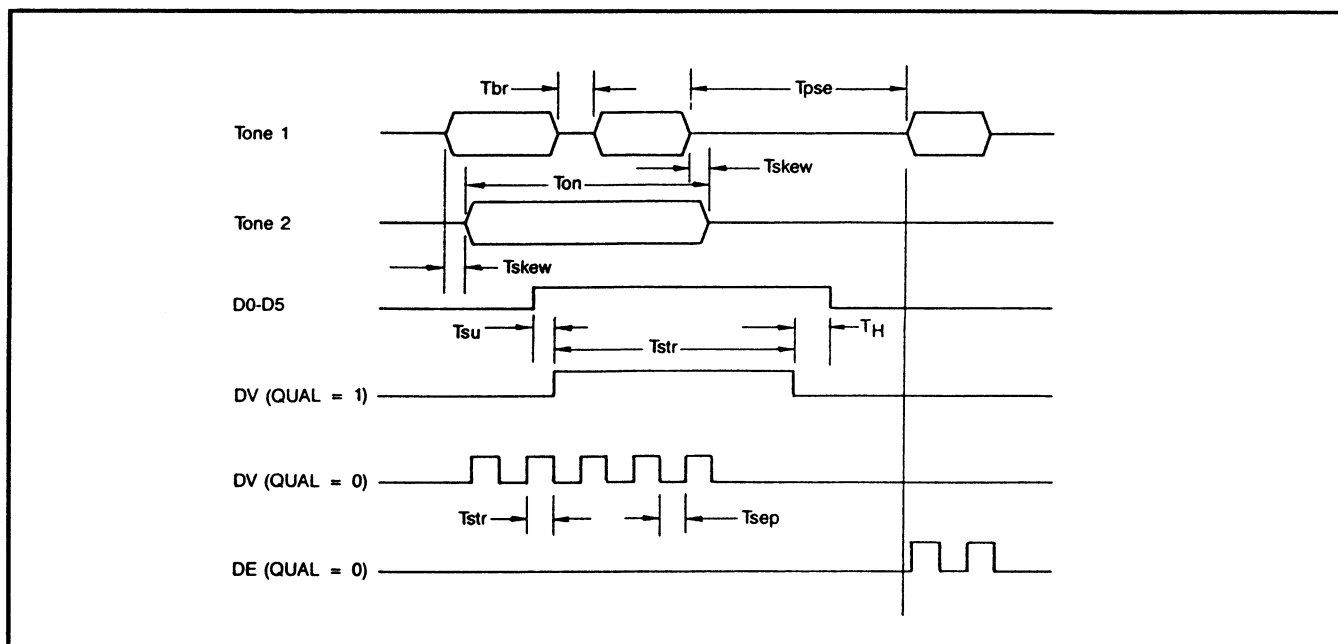 Tbr
Tpse
Tone 1
Tskew
Ton
Tone 2
Tskew
D0-D5
Tsu
TH
Tstr
DV (QUAL = 1)
DV (QUAL = 0)
Tstr
Tsep
DE (QUAL = 0)